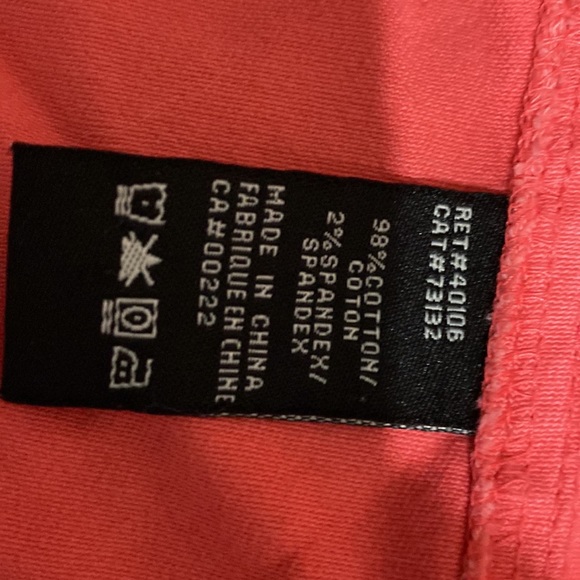 RET#40106
CAT#73132
98%COTTON/
COTON
2%SPANDEX/
SPANDEX
MADE IN CHINA
FABRIQUE EN CHINE
CA#00222